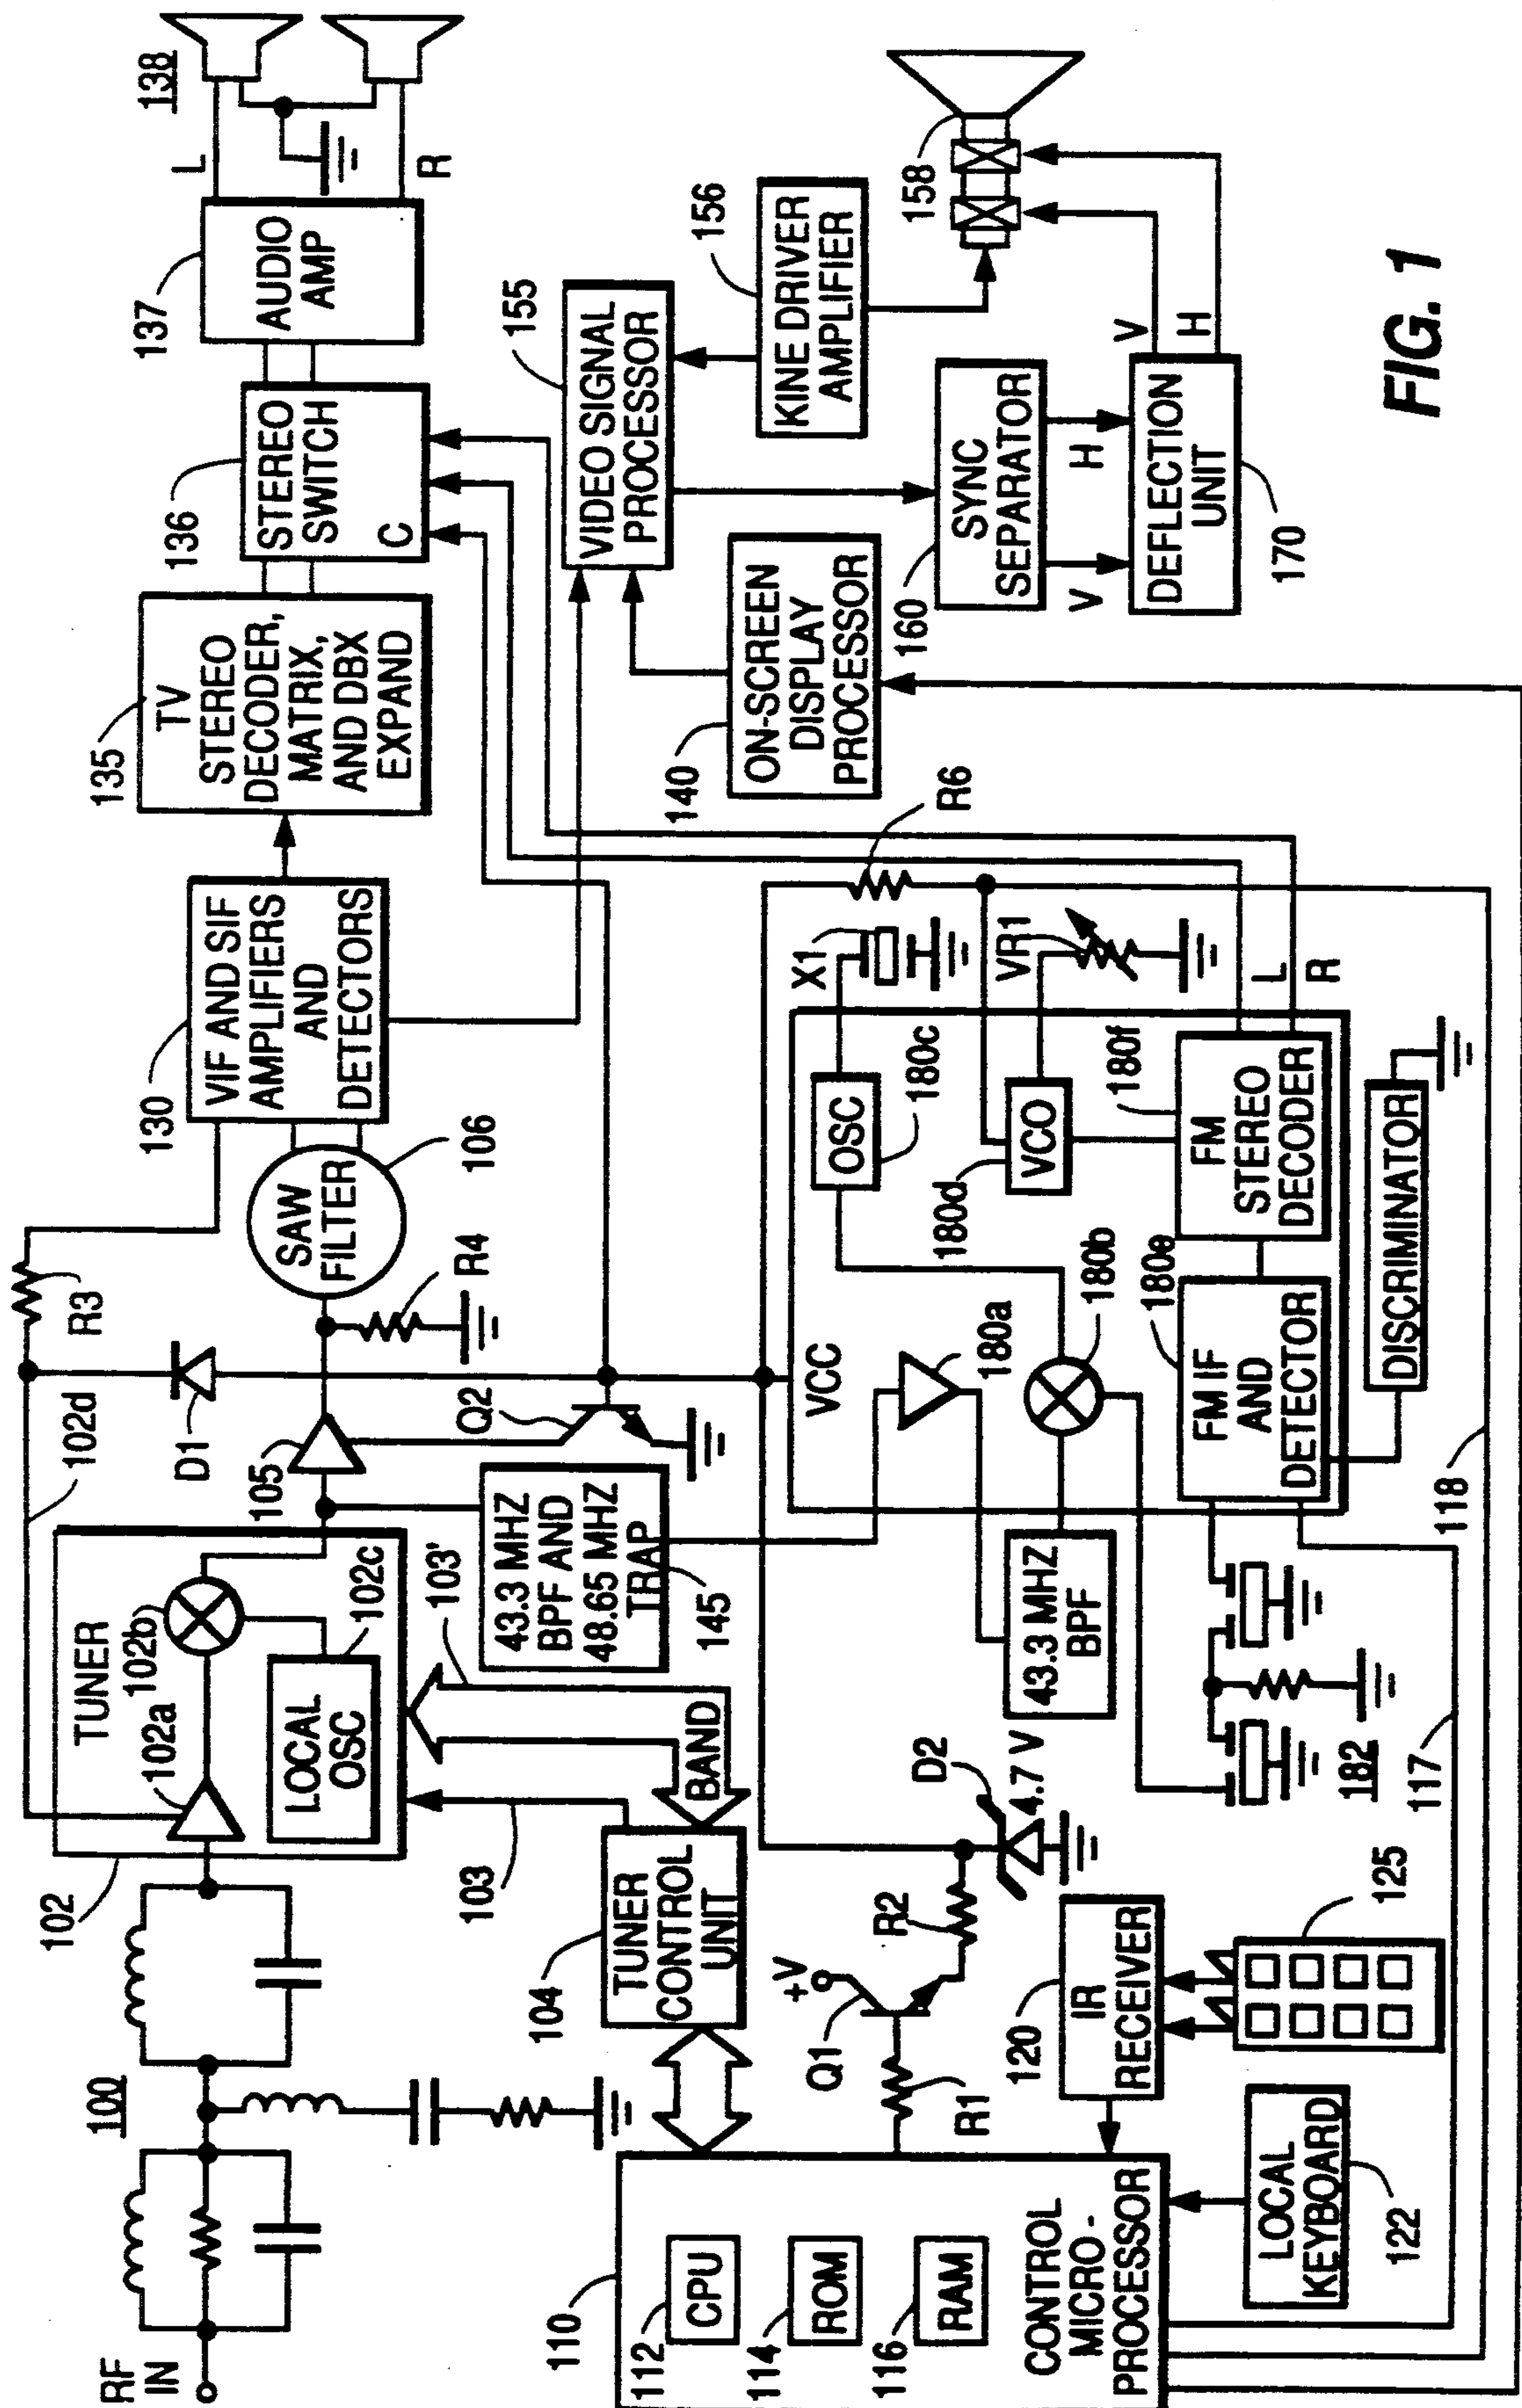 FIG. 1
RF
IN
100
102
TUNER
102a
102b
LOCAL
OSC
102c
102d
103
103'
BAND
104
TUNER
CONTROL
UNIT
105
D1
R3
Q2
R4
SAW
FILTER
106
130
VIF AND SIF
AMPLIFIERS
AND
DETECTORS
135
TV
STEREO
DECODER,
MATRIX,
AND DBX
EXPAND
136
STEREO
SWITCH
C
137
AUDIO
AMP
L
R
138
43.3 MHZ
BPF AND
48.65 MHZ
TRAP
145
110
112
CPU
114
ROM
116
RAM
CONTROL
MICRO-
PROCESSOR
R1
Q1
+V
R2
D2
4.7 V
120
IR
RECEIVER
125
LOCAL
KEYBOARD
122
43.3 MHZ
BPF
182
117
118
VCC
180a
180b
OSC
180c
X1
VCO
180d
VR1
R6
FM IF
AND
DETECTOR
180e
FM
STEREO
DECODER
180f
L
R
DISCRIMINATOR
140
ON-SCREEN
DISPLAY
PROCESSOR
155
VIDEO SIGNAL
PROCESSOR
156
KINE DRIVER
AMPLIFIER
158
160
SYNC
SEPARATOR
V
H
DEFLECTION
UNIT
170
V
H